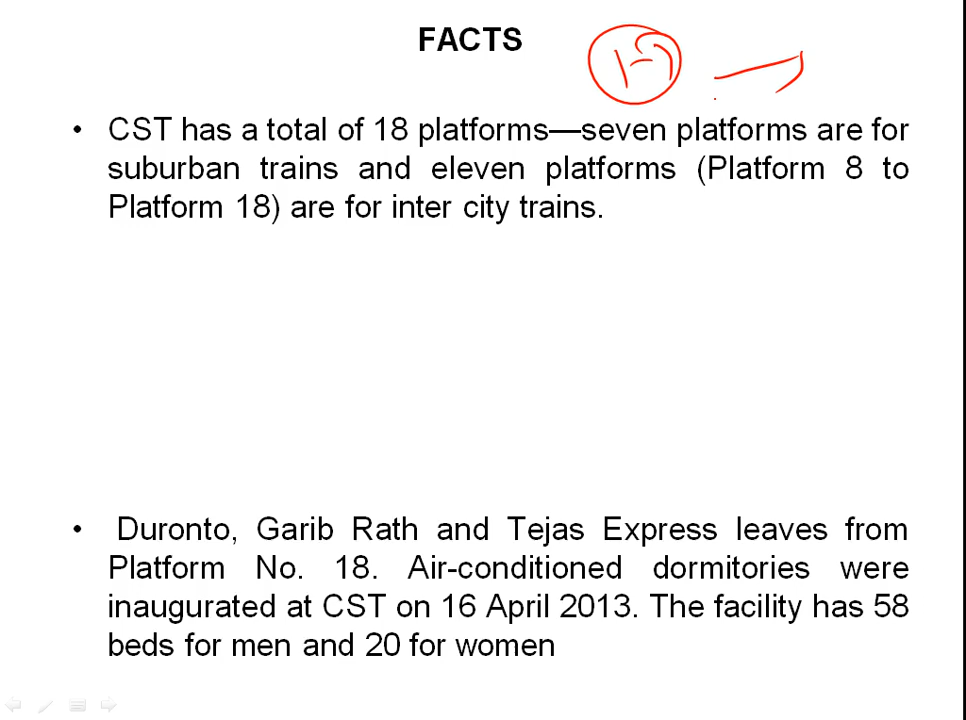 FACTS
1-7
• CST has a total of 18 platforms—seven platforms are for
suburban trains and eleven platforms (Platform 8 to
Platform 18) are for inter city trains.
• Duronto, Garib Rath and Tejas Express leaves from
Platform No. 18. Air-conditioned dormitories were
inaugurated at CST on 16 April 2013. The facility has 58
beds for men and 20 for women